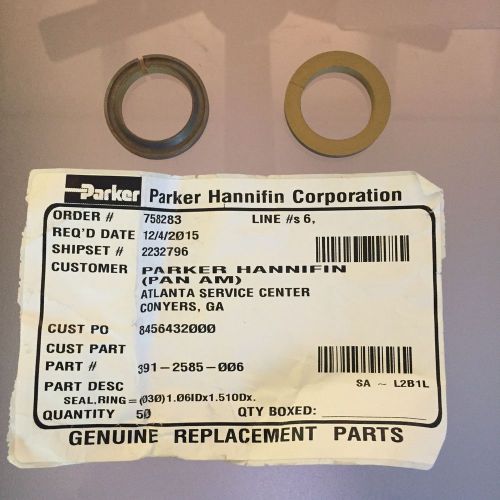 Parker Parker Hannifin Corporation
ORDER # 758283 LINE #s 6,
REQ'D DATE 12/4/2015
SHIPSET # 2232796
CUSTOMER PARKER HANNIFIN
(PAN AM)
ATLANTA SERVICE CENTER
CONYERS, GA
CUST PO 8456432000
CUST PART
PART # 391-2585-006
PART DESC SA ~ L2B1L
SEAL,RING=(030)1.06IDx1.510Dx.
QUANTITY 50 QTY BOXED:
GENUINE REPLACEMENT PARTS